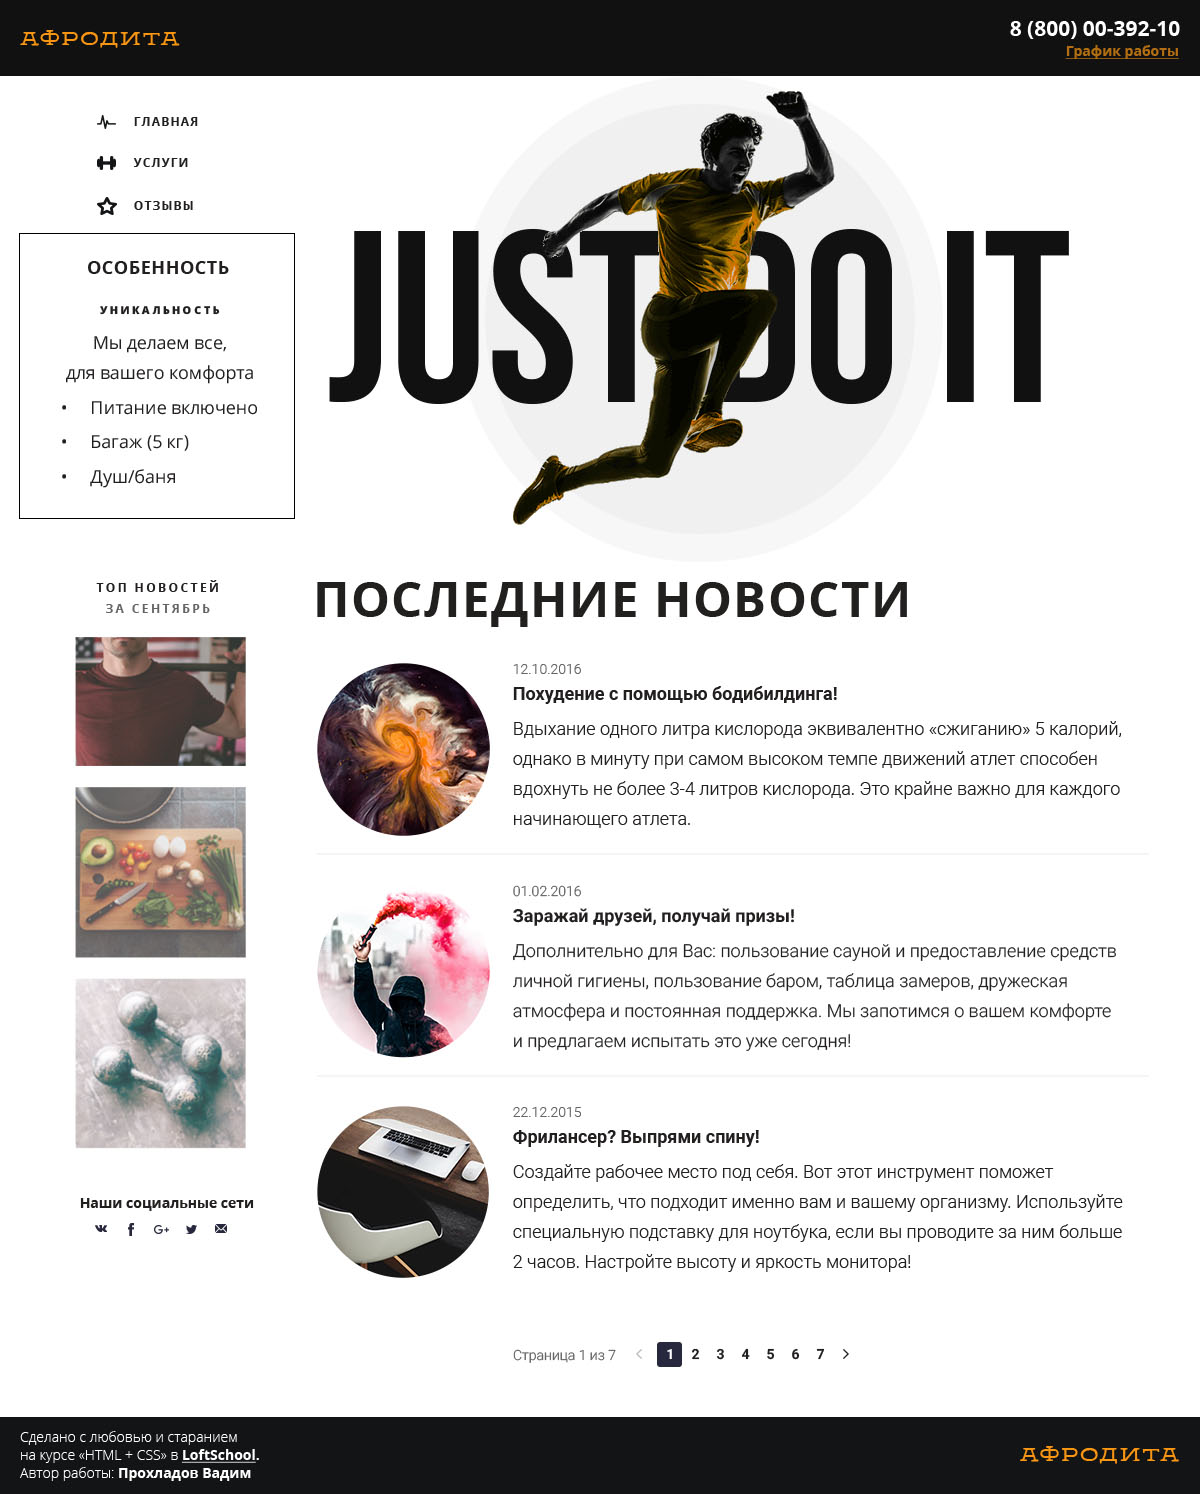 АФРОДИТА
8 (800) 00-392-10
График работы
ГЛАВНАЯ
УСЛУГИ
ОТЗЫВЫ
ОСОБЕННОСТЬ
УНИКАЛЬНОСТЬ
Мы делаем все,
для вашего комфорта
• Питание включено
• Багаж (5 кг)
• Душ/баня
JUST DO IT
ТОП НОВОСТЕЙ
ЗА СЕНТЯБРЬ
Наши социальные сети
ПОСЛЕДНИЕ НОВОСТИ
12.10.2016
Похудение с помощью бодибилдинга!
Вдыхание одного литра кислорода эквивалентно «сжиганию» 5 калорий,
однако в минуту при самом высоком темпе движений атлет способен
вдохнуть не более 3-4 литров кислорода. Это крайне важно для каждого
начинающего атлета.
01.02.2016
Заражай друзей, получай призы!
Дополнительно для Вас: пользование сауной и предоставление средств
личной гигиены, пользование баром, таблица замеров, дружеская
атмосфера и постоянная поддержка. Мы запотимся о вашем комфорте
и предлагаем испытать это уже сегодня!
22.12.2015
Фрилансер? Выпрями спину!
Создайте рабочее место под себя. Вот этот инструмент поможет
определить, что подходит именно вам и вашему организму. Используйте
специальную подставку для ноутбука, если вы проводите за ним больше
2 часов. Настройте высоту и яркость монитора!
Страница 1 из 7 1 2 3 4 5 6 7
Сделано с любовью и старанием
на курсе «HTML + CSS» в LoftSchool.
Автор работы: Прохладов Вадим
АФРОДИТА